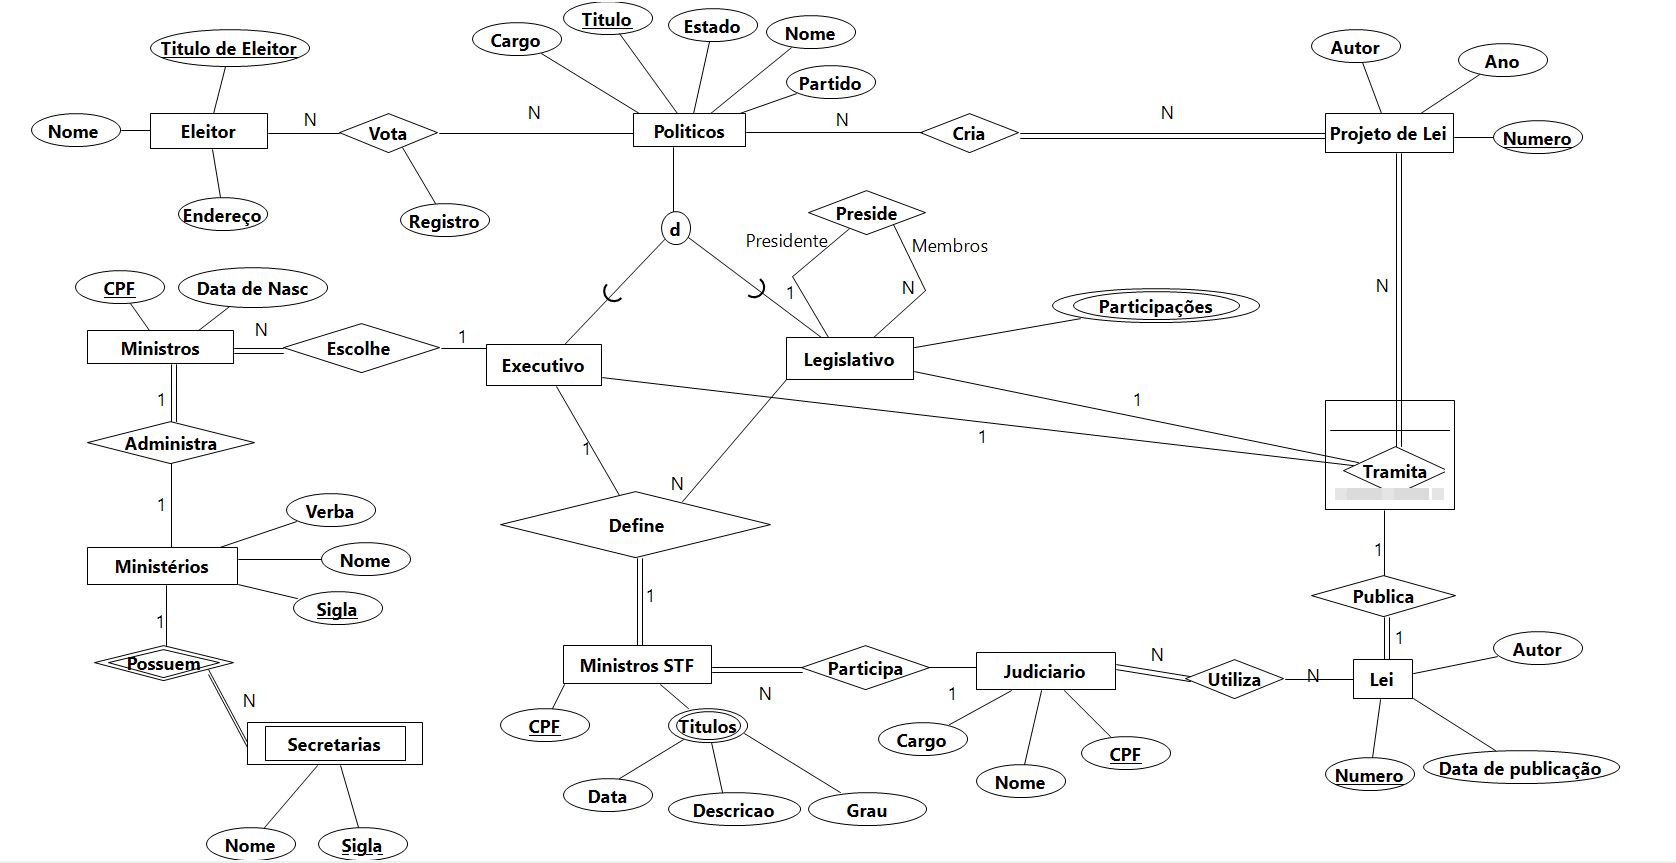 Titulo de Eleitor
Cargo
Titulo
Estado
Nome
Partido
Autor
Ano
Nome
Eleitor
N
Vota
N
Politicos
N
Cria
N
Projeto de Lei
Numero
Endereço
Registro
d
Preside
Presidente
Membros
1
N
N
CPF
Data de Nasc
Participações
Ministros
N
Escolhe
1
Executivo
Legislativo
1
1
1
Administra
1
N
Tramita
Define
1
Verba
Ministérios
Nome
Sigla
1
1
Publica
1
1
Possuem
N
Ministros STF
N
Participa
1
Judiciario
N
Utiliza
N
Lei
Autor
Secretarias
CPF
Titulos
Cargo
Nome
CPF
Numero
Data de publicação
Data
Descricao
Grau
Nome
Sigla